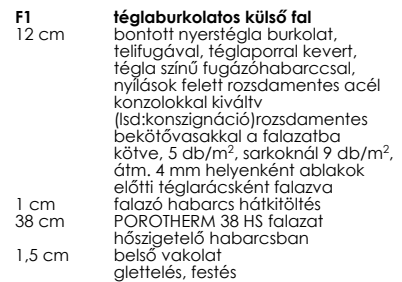 F1 téglaburkolatos külső fal
12 cm bontott nyerstégla burkolat,
telifugával, téglaporral kevert,
tégla színű fugázóhabarccsal,
nyílások felett rozsdamentes acél
konzolokkal kiváltv
(lsd:konszignáció)rozsdamentes
bekötővasakkal a falazatba
kötve, 5 db/m², sarkoknál 9 db/m²,
átm. 4 mm helyenként ablakok
előtti téglarácsként falazva
1 cm falazó habarcs hátkitöltés
38 cm POROTHERM 38 HS falazat
hőszigetelő habarcsban
1,5 cm belső vakolat
glettelés, festés